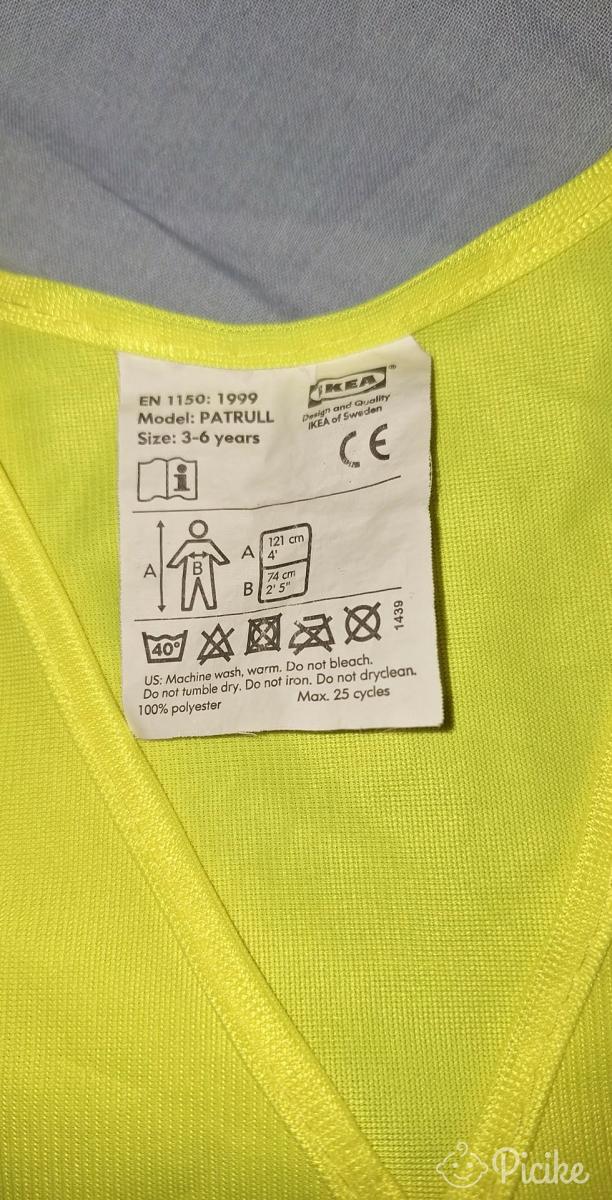 EN 1150: 1999
Model: PATRULL
Size: 3-6 years
IKEA®
Design and Quality
IKEA of Sweden
CE
i
A
B
A
121 cm
4'
B
74 cm
2' 5"
40°
1439
US: Machine wash, warm. Do not bleach.
Do not tumble dry. Do not iron. Do not dryclean.
100% polyester
Max. 25 cycles
Picike